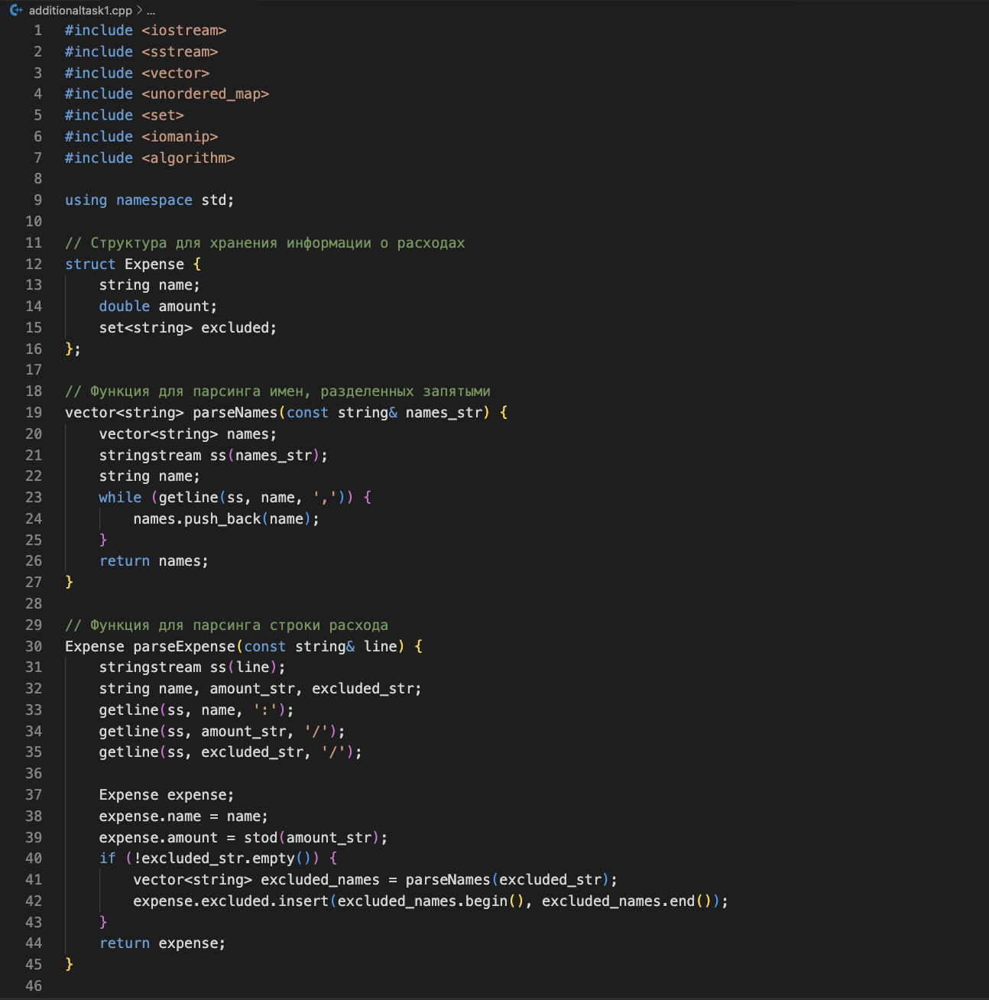 additionaltask1.cpp > ...
1 #include <iostream>
2 #include <sstream>
3 #include <vector>
4 #include <unordered_map>
5 #include <set>
6 #include <iomanip>
7 #include <algorithm>
8
9 using namespace std;
10
11 // Структура для хранения информации о расходах
12 struct Expense {
13     string name;
14     double amount;
15     set<string> excluded;
16 };
17
18 // Функция для парсинга имен, разделенных запятыми
19 vector<string> parseNames(const string& names_str) {
20     vector<string> names;
21     stringstream ss(names_str);
22     string name;
23     while (getline(ss, name, ',')) {
24         names.push_back(name);
25     }
26     return names;
27 }
28
29 // Функция для парсинга строки расхода
30 Expense parseExpense(const string& line) {
31     stringstream ss(line);
32     string name, amount_str, excluded_str;
33     getline(ss, name, ':');
34     getline(ss, amount_str, '/');
35     getline(ss, excluded_str, '/');
36
37     Expense expense;
38     expense.name = name;
39     expense.amount = stod(amount_str);
40     if (!excluded_str.empty()) {
41         vector<string> excluded_names = parseNames(excluded_str);
42         expense.excluded.insert(excluded_names.begin(), excluded_names.end());
43     }
44     return expense;
45 }
46